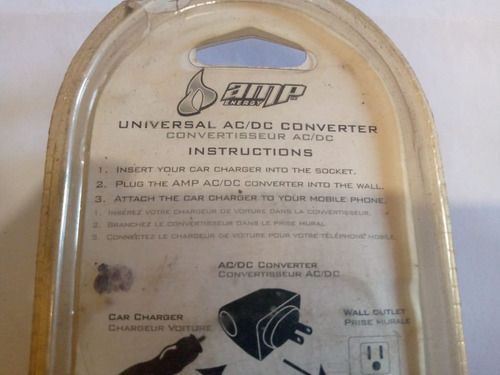 amp
ENERGY
UNIVERSAL AC/DC CONVERTER
CONVERTISSEUR AC/DC
INSTRUCTIONS
1. INSERT YOUR CAR CHARGER INTO THE SOCKET.
2. PLUG THE AMP AC/DC CONVERTER INTO THE WALL.
3. ATTACH THE CAR CHARGER TO YOUR MOBILE PHONE.
1. INSÉREZ VOTRE CHARGEUR DE VOITURE DANS LA CONVERTISSEUR.
2. BRANCHEZ LE CONVERTISSEUR DANS LE PRISE MURAL
3. CONNECTEZ LE CHARGEUR DE VOITURE POUR VOTRE TÉLÉPHONE MOBILE
AC/DC CONVERTER
CONVERTISSEUR AC/DC
CAR CHARGER
CHARGEUR VOITURE
WALL OUTLET
PRISE MURALE